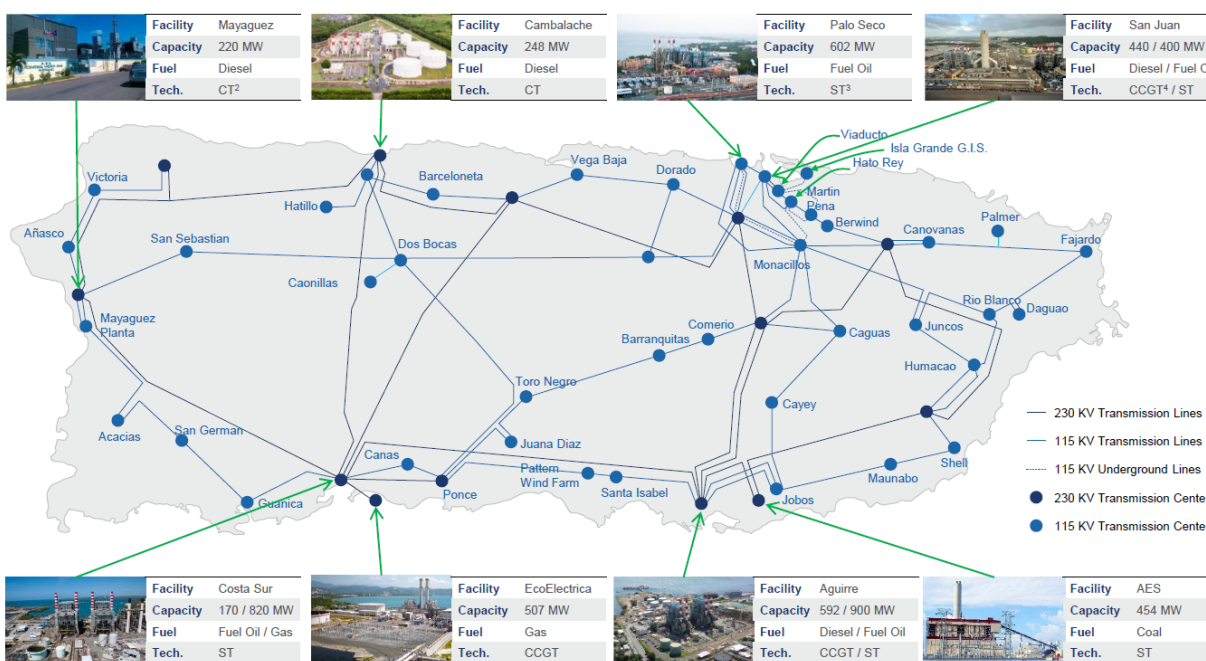 Facility Mayaguez
Capacity 220 MW
Fuel Diesel
Tech. CT2
Facility Cambalache
Capacity 248 MW
Fuel Diesel
Tech. CT
Facility Palo Seco
Capacity 602 MW
Fuel Fuel Oil
Tech. ST3
Facility San Juan
Capacity 440 / 400 MW
Fuel Diesel / Fuel O
Tech. CCGT4 / ST
Viaducto
Isla Grande G.I.S.
Hato Rey
Vega Baja
Dorado
Victoria
Barceloneta
Martin
Pena
Hatillo
Berwind
Palmer
Añasco
San Sebastian
Dos Bocas
Canovanas
Fajardo
Monacillos
Caonillas
Rio Blanco
Daguao
Mayaguez
Planta
Comerio
Barranquitas
Caguas
Juncos
Humacao
Toro Negro
Cayey
230 KV Transmission Lines
Acacias
San German
Juana Diaz
115 KV Transmission Lines
Canas
Shell
115 KV Underground Lines
Pattern
Wind Farm
Maunabo
Santa Isabel
Ponce
Jobos
Guanica
230 KV Transmission Cente
115 KV Transmission Cente
Facility Costa Sur
Capacity 170 / 820 MW
Fuel Fuel Oil / Gas
Tech. ST
Facility EcoElectrica
Capacity 507 MW
Fuel Gas
Tech. CCGT
Facility Aguirre
Capacity 592 / 900 MW
Fuel Diesel / Fuel Oil
Tech. CCGT / ST
Facility AES
Capacity 454 MW
Fuel Coal
Tech. ST